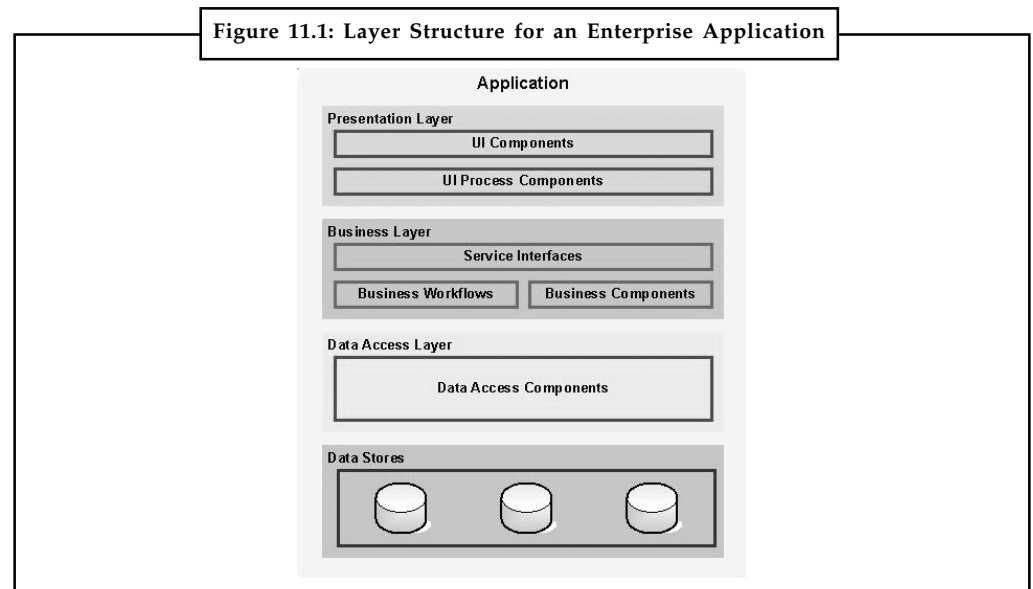 Figure 11.1: Layer Structure for an Enterprise Application
Application
Presentation Layer
UI Components
UI Process Components
Business Layer
Service Interfaces
Business Workflows
Business Components
Data Access Layer
Data Access Components
Data Stores